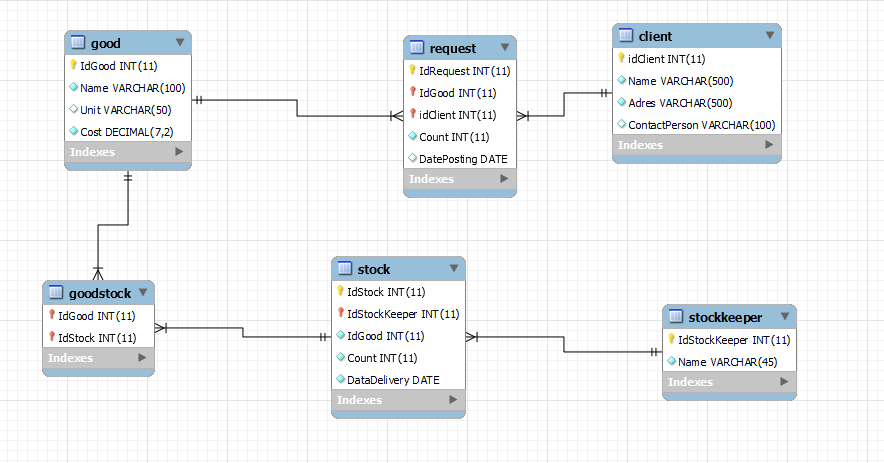 good
IdGood INT(11)
Name VARCHAR(100)
Unit VARCHAR(50)
Cost DECIMAL(7,2)
Indexes
request
IdRequest INT(11)
IdGood INT(11)
idClient INT(11)
Count INT(11)
DatePosting DATE
Indexes
client
idClient INT(11)
Name VARCHAR(500)
Adres VARCHAR(500)
ContactPerson VARCHAR(100)
Indexes
goodstock
IdGood INT(11)
IdStock INT(11)
Indexes
stock
IdStock INT(11)
IdStockKeeper INT(11)
IdGood INT(11)
Count INT(11)
DataDelivery DATE
Indexes
stockkeeper
IdStockKeeper INT(11)
Name VARCHAR(45)
Indexes